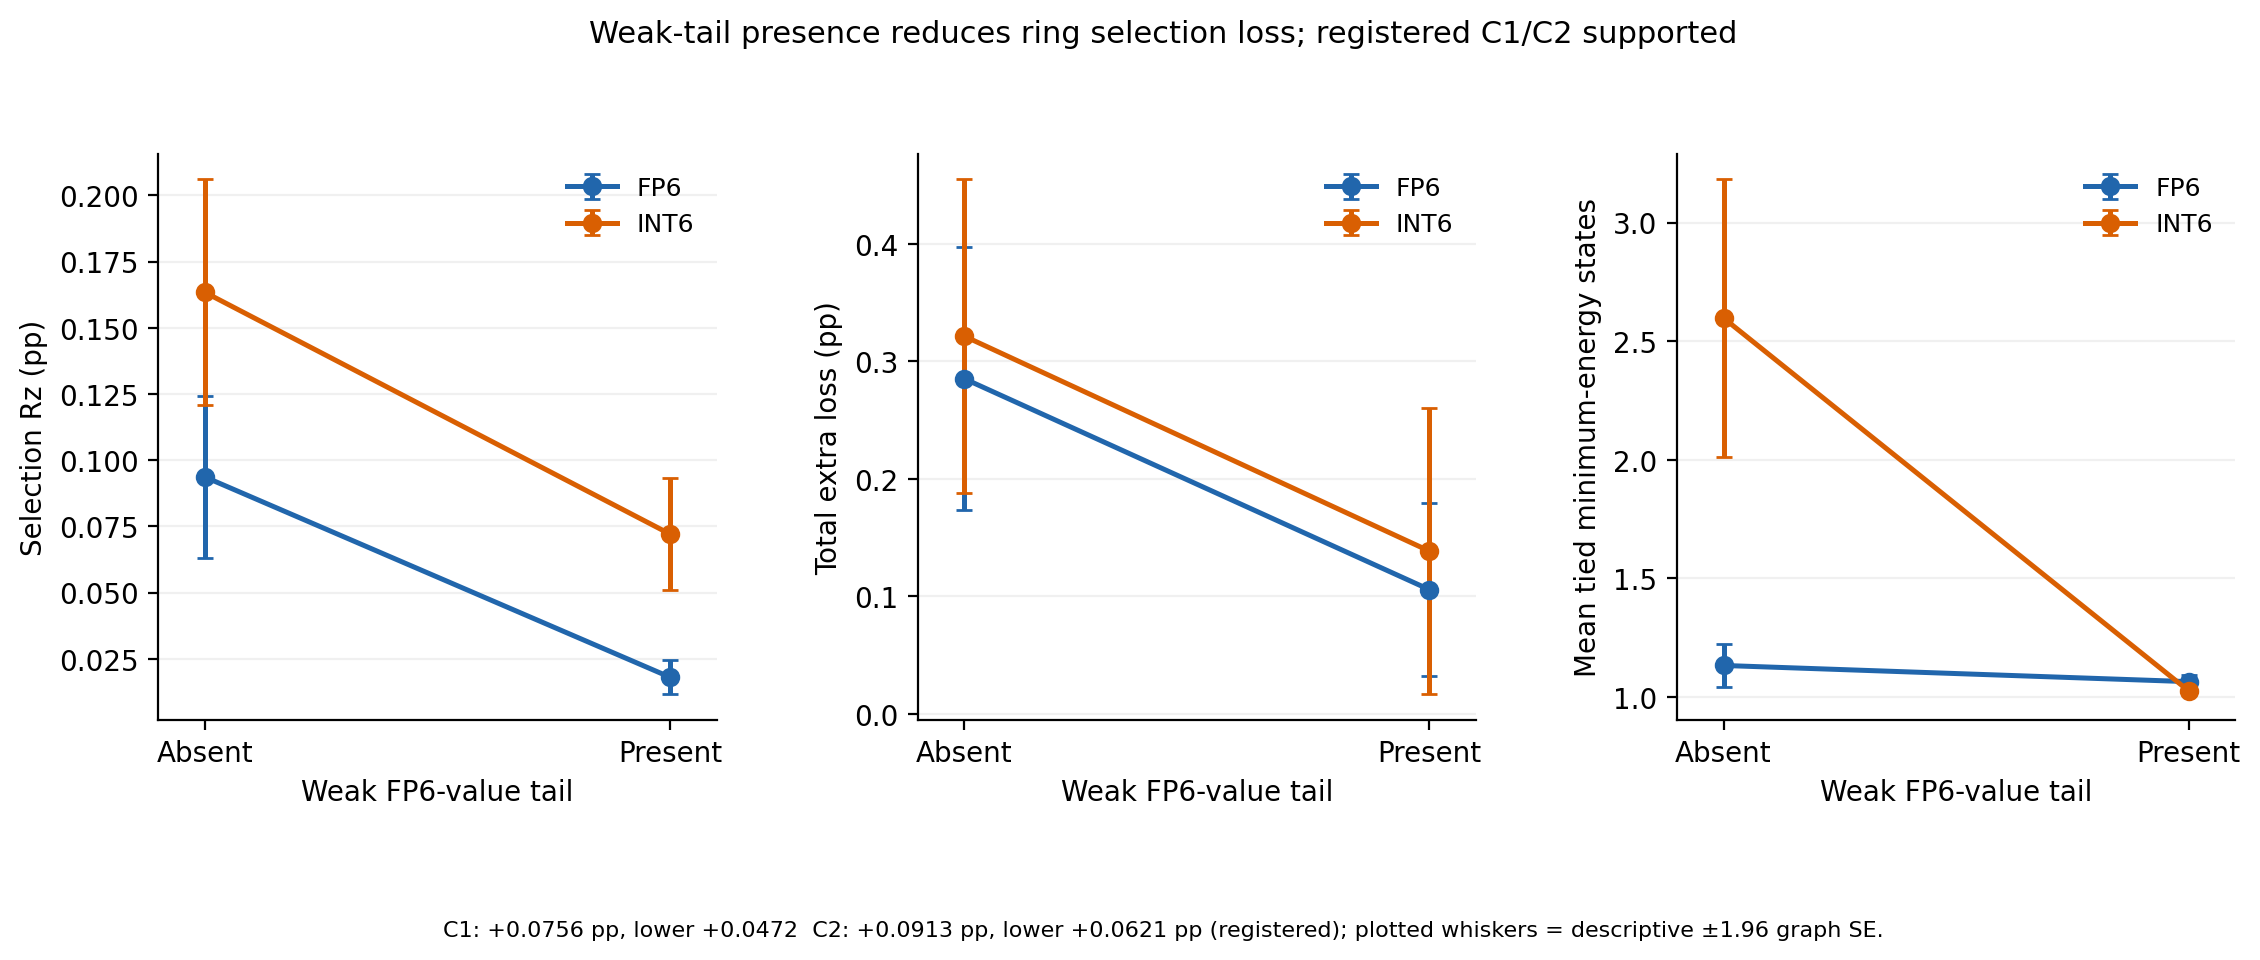 Weak-tail presence reduces ring selection loss; registered C1/C2 supported
Selection Rz (pp)
0.200
0.175
0.150
0.125
0.100
0.075
0.050
0.025
FP6
INT6
Absent
Present
Weak FP6-value tail
Total extra loss (pp)
0.4
0.3
0.2
0.1
0.0
FP6
INT6
Absent
Present
Weak FP6-value tail
Mean tied minimum-energy states
3.0
2.5
2.0
1.5
1.0
FP6
INT6
Absent
Present
Weak FP6-value tail
C1: +0.0756 pp, lower +0.0472  C2: +0.0913 pp, lower +0.0621 pp (registered); plotted whiskers = descriptive ±1.96 graph SE.